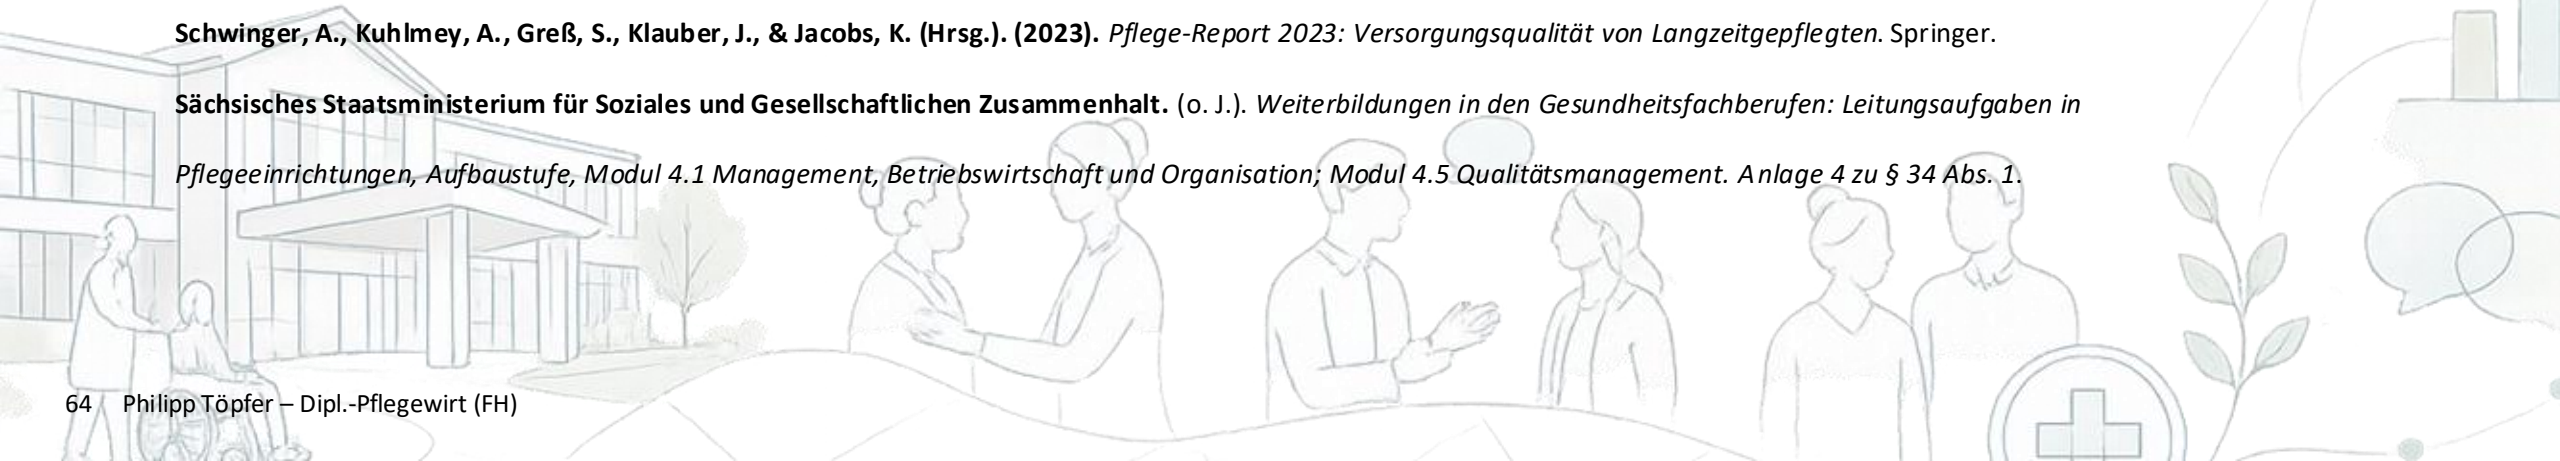 Schwinger, A., Kuhlmey, A., Greß, S., Klauber, J., & Jacobs, K. (Hrsg.). (2023). Pflege-Report 2023: Versorgungsqualität von Langzeitgepflegten. Springer.
Sächsisches Staatsministerium für Soziales und Gesellschaftlichen Zusammenhalt. (o. J.). Weiterbildungen in den Gesundheitsfachberufen: Leitungsaufgaben in
Pflegeeinrichtungen, Aufbaustufe, Modul 4.1 Management, Betriebswirtschaft und Organisation; Modul 4.5 Qualitätsmanagement. Anlage 4 zu § 34 Abs. 1.
64 Philipp Töpfer – Dipl.-Pflegewirt (FH)